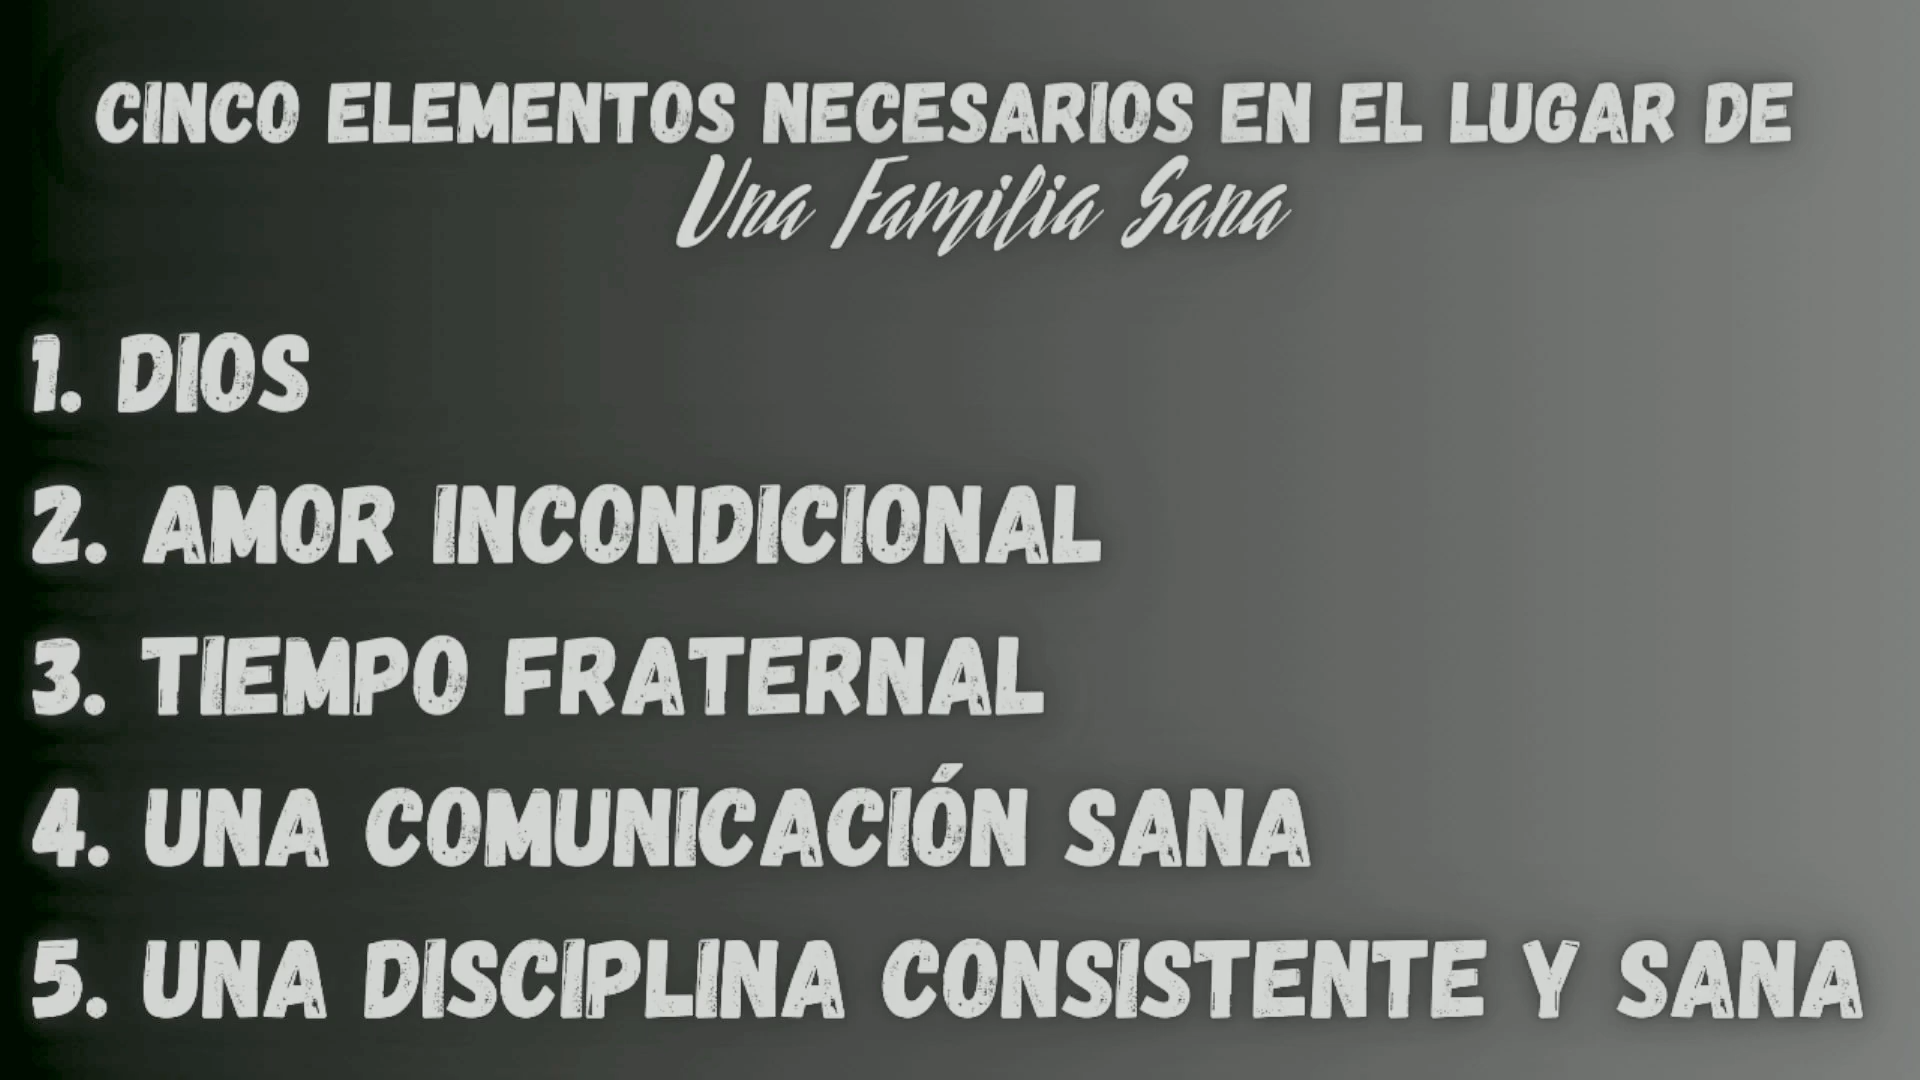 CINCO ELEMENTOS NECESARIOS EN EL LUGAR DE
Una Familia Sana
1. DIOS
2. AMOR INCONDICIONAL
3. TIEMPO FRATERNAL
4. UNA COMUNICACIÓN SANA
5. UNA DISCIPLINA CONSISTENTE Y SANA